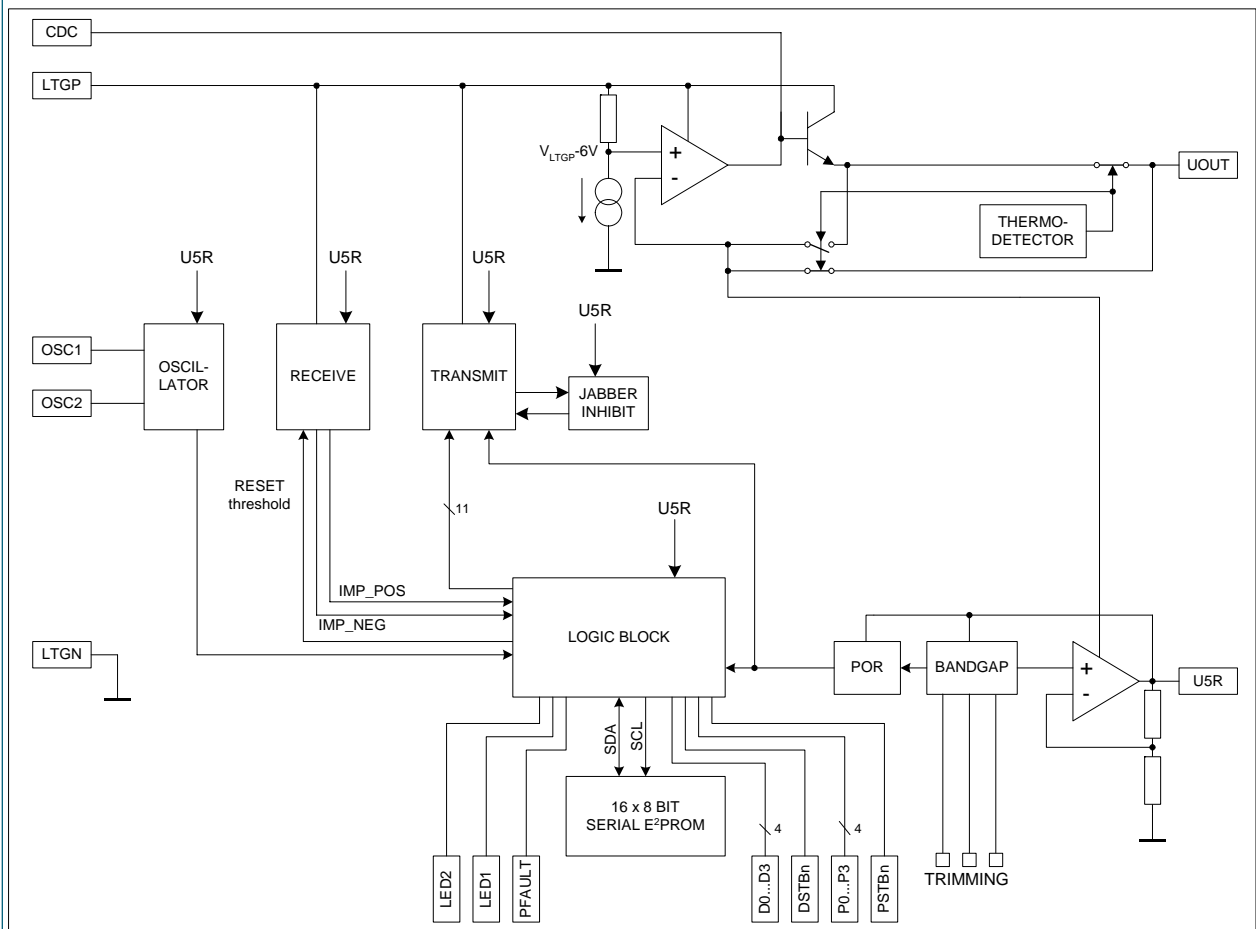 CDC
LTGP
V_LTGP-6V
+
-
UOUT
THERMO-
DETECTOR
U5R
U5R
U5R
U5R
OSC1
OSC2
OSCIL-
LATOR
RECEIVE
TRANSMIT
JABBER
INHIBIT
RESET
threshold
11
U5R
IMP_POS
IMP_NEG
LOGIC BLOCK
LTGN
POR
BANDGAP
+
-
U5R
SDA
SCL
16 x 8 BIT
SERIAL E²PROM
4
4
LED2
LED1
PFAULT
D0...D3
DSTBn
P0...P3
PSTBn
TRIMMING